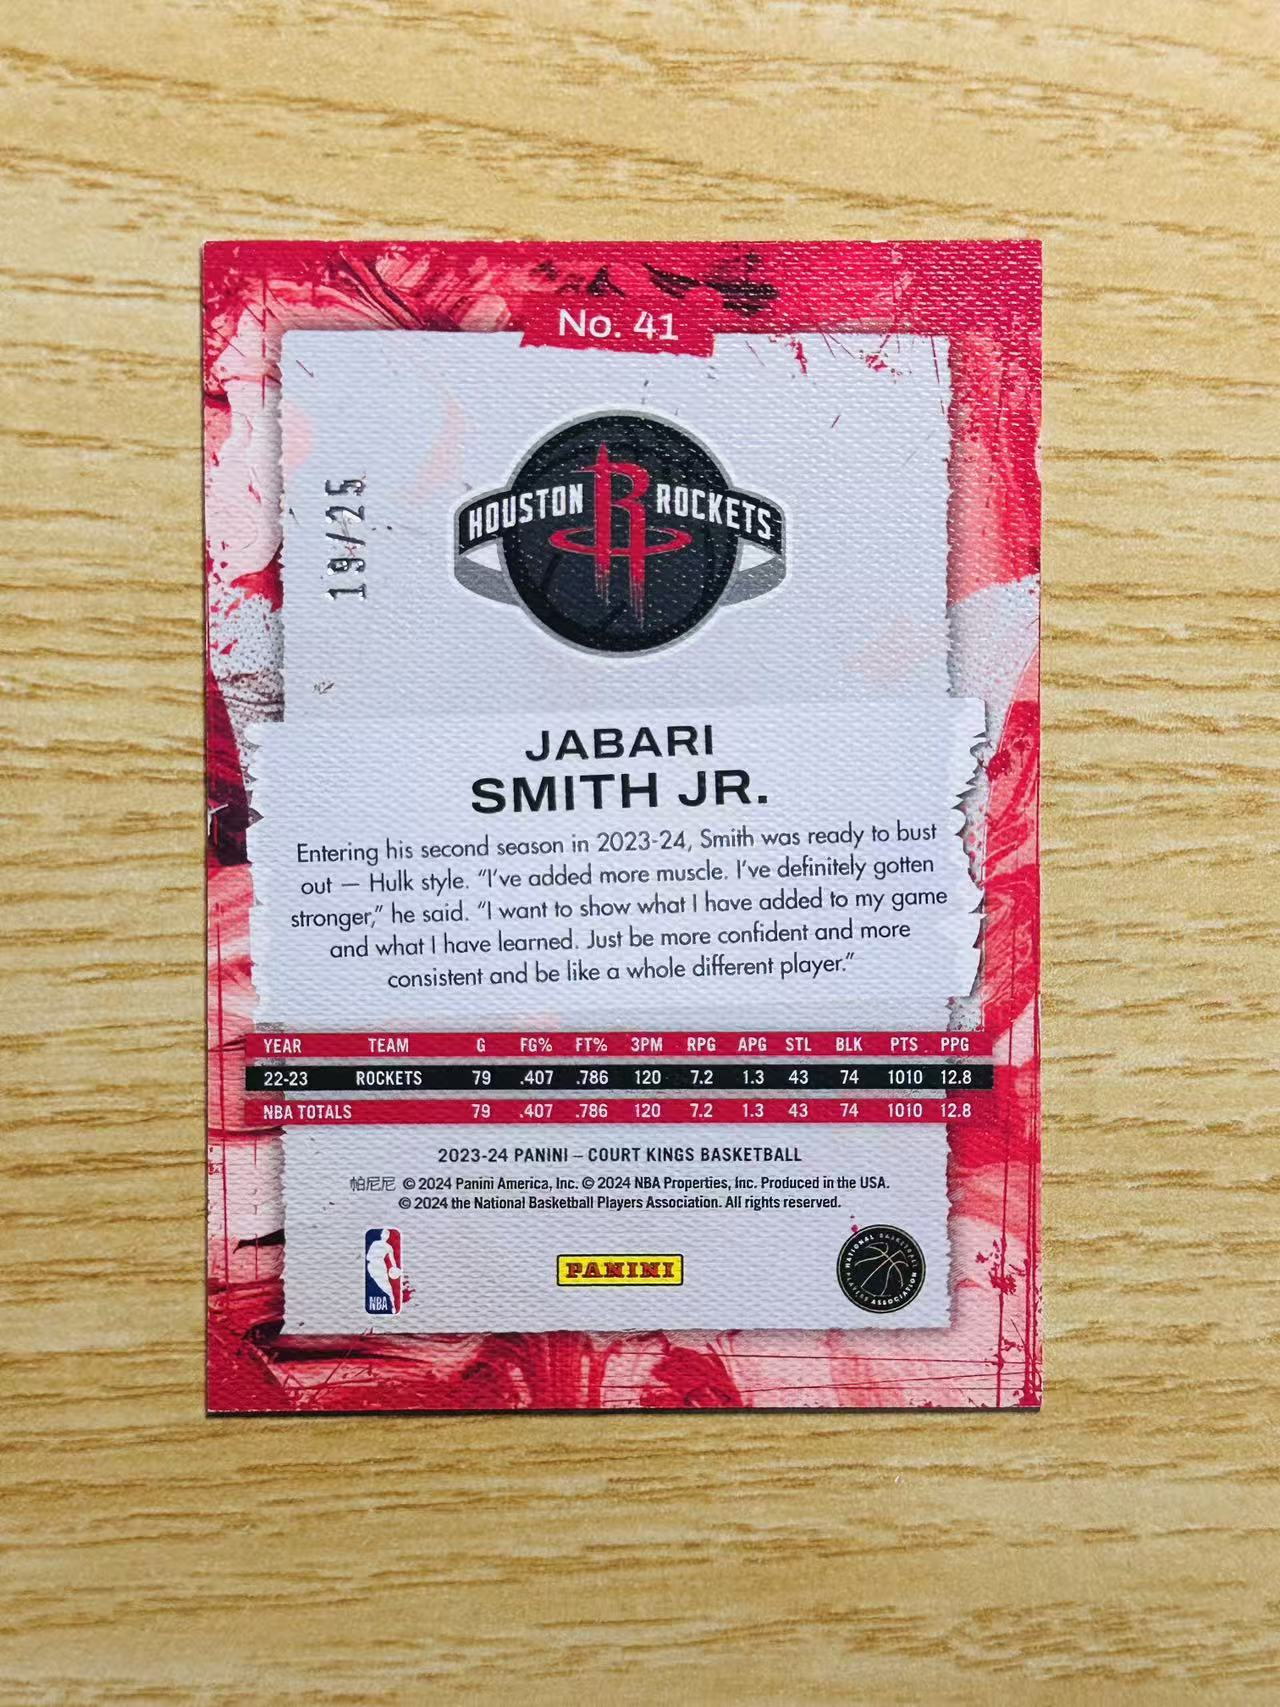 No. 41
19/25
HOUSTON ROCKETS
JABARI
SMITH JR.
Entering his second season in 2023-24, Smith was ready to bust
out — Hulk style. “I’ve added more muscle. I’ve definitely gotten
stronger,” he said. “I want to show what I have added to my game
and what I have learned. Just be more confident and more
consistent and be like a whole different player.”
YEAR TEAM G FG% FT% 3PM RPG APG STL BLK PTS PPG
22-23 ROCKETS 79 .407 .786 120 7.2 1.3 43 74 1010 12.8
NBA TOTALS 79 .407 .786 120 7.2 1.3 43 74 1010 12.8
2023-24 PANINI – COURT KINGS BASKETBALL
帕尼尼 © 2024 Panini America, Inc. © 2024 NBA Properties, Inc. Produced in the USA.
© 2024 the National Basketball Players Association. All rights reserved.
NBA
PANINI
NATIONAL BASKETBALL PLAYERS ASSOCIATION